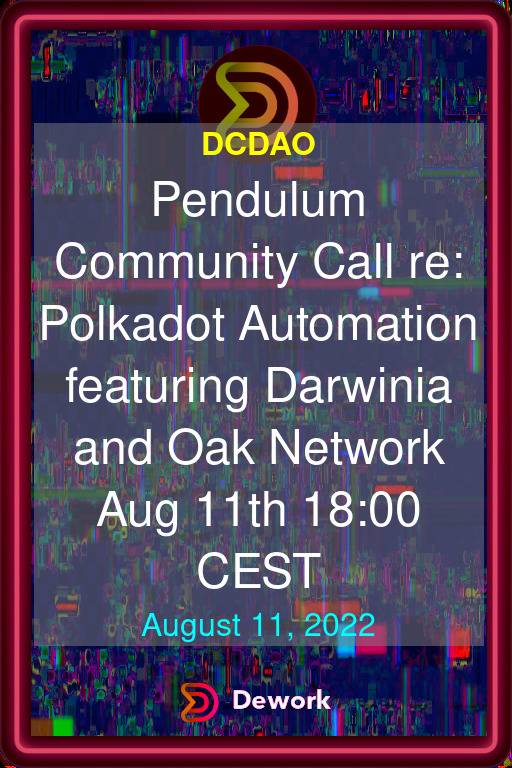 DCDAO
Pendulum
Community Call re:
Polkadot Automation
featuring Darwinia
and Oak Network
Aug 11th 18:00
CEST
August 11, 2022
Dework